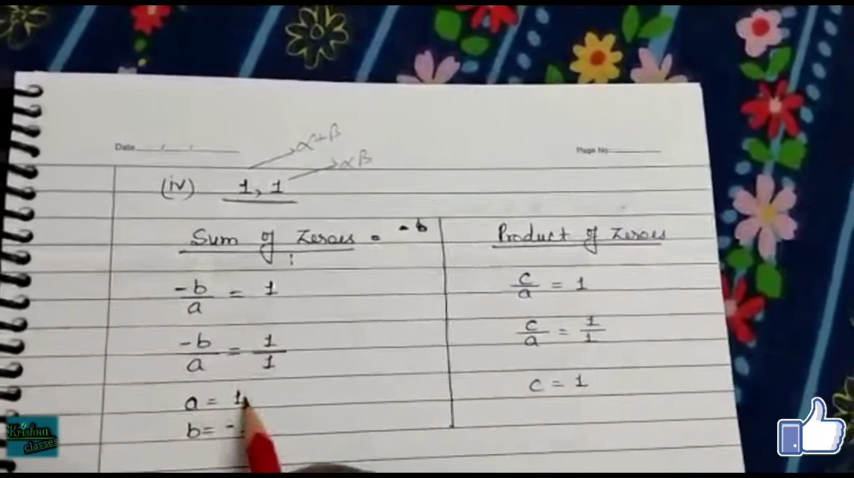 Date
Page No
α+β
αβ
(iv) 1, 1
Sum of Zeroes = -b
Product of Zeroes
-b/a = 1
c/a = 1
-b/a = 1/1
c/a = 1/1
a = 1
c = 1
b = -
Krishna
classes